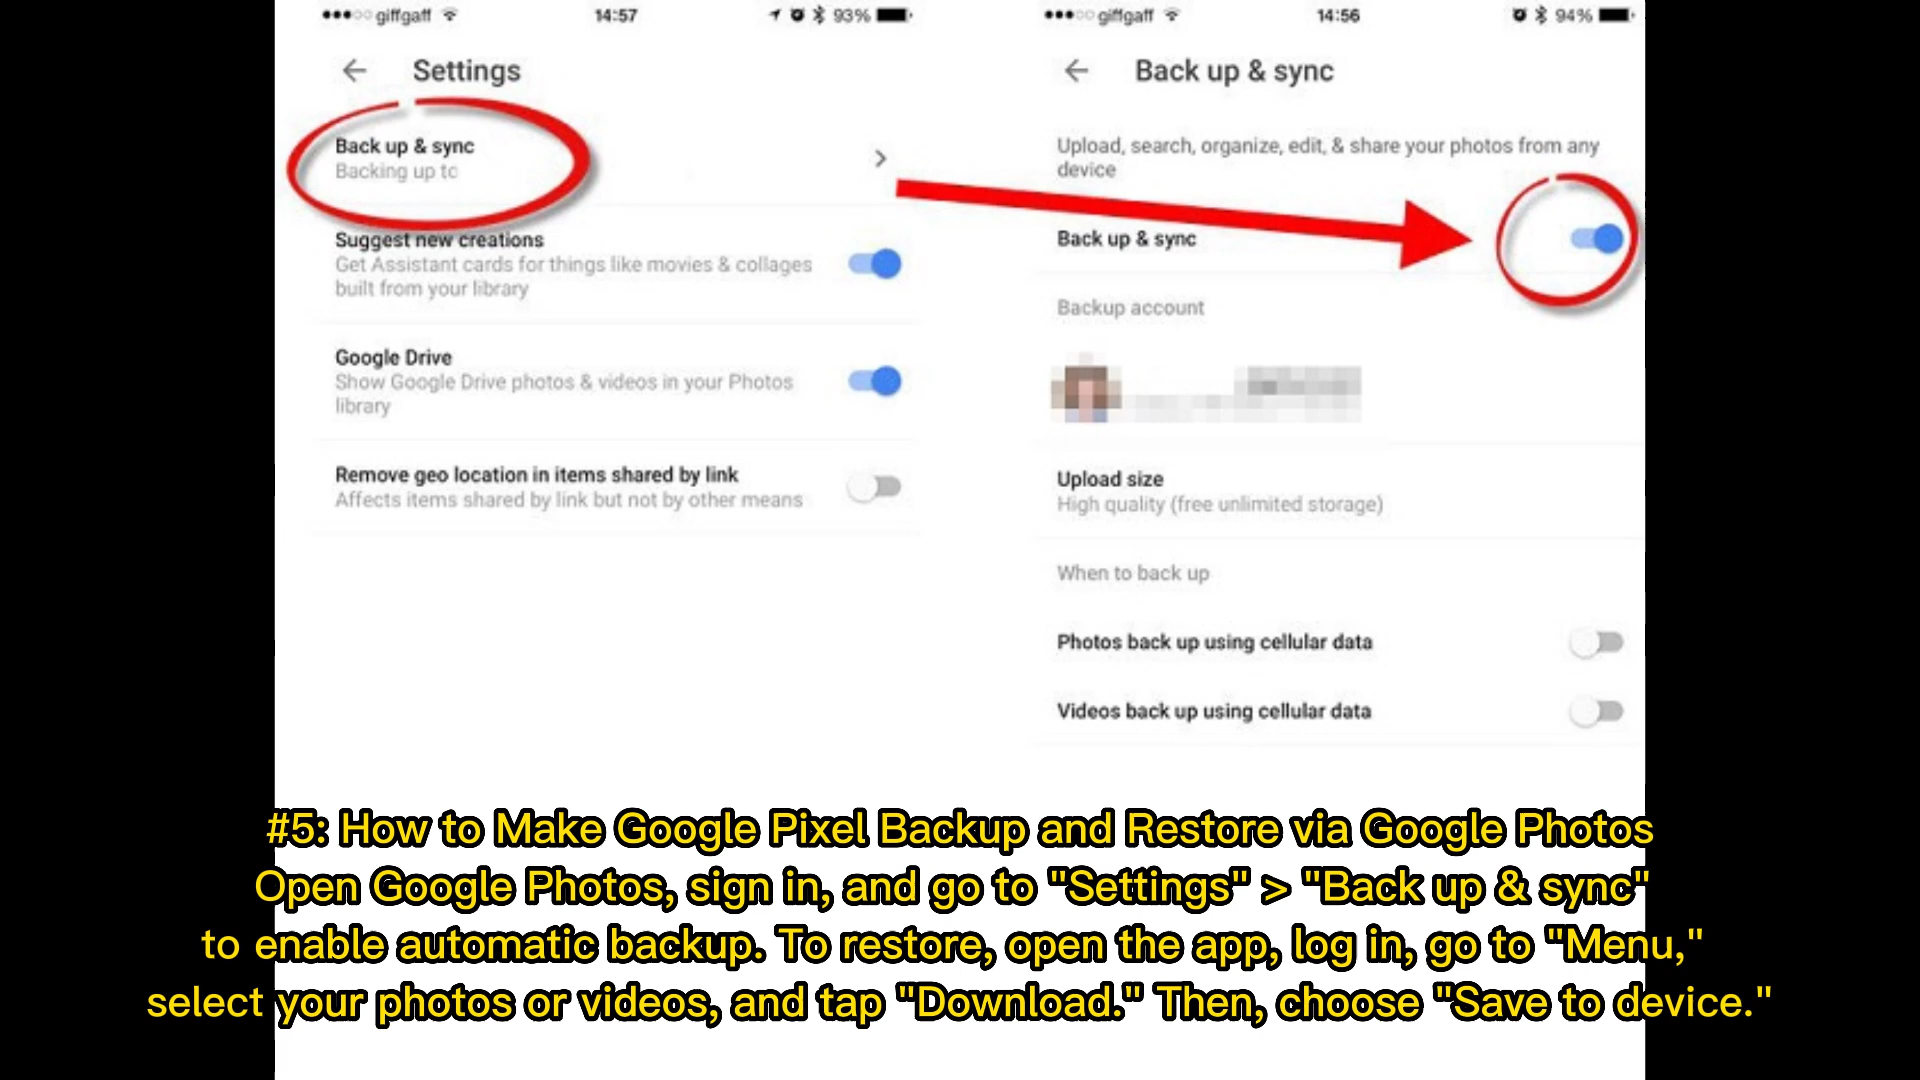 giffgaff 14:57 93%
Settings
Back up & sync
Backing up to
Suggest new creations
Get Assistant cards for things like movies & collages
built from your library
Google Drive
Show Google Drive photos & videos in your Photos
library
Remove geo location in items shared by link
Affects items shared by link but not by other means
giffgaff 14:56 94%
Back up & sync
Upload, search, organize, edit, & share your photos from any
device
Back up & sync
Backup account
Upload size
High quality (free unlimited storage)
When to back up
Photos back up using cellular data
Videos back up using cellular data
#5: How to Make Google Pixel Backup and Restore via Google Photos
Open Google Photos, sign in, and go to "Settings" > "Back up & sync"
to enable automatic backup. To restore, open the app, log in, go to "Menu,"
select your photos or videos, and tap "Download." Then, choose "Save to device."